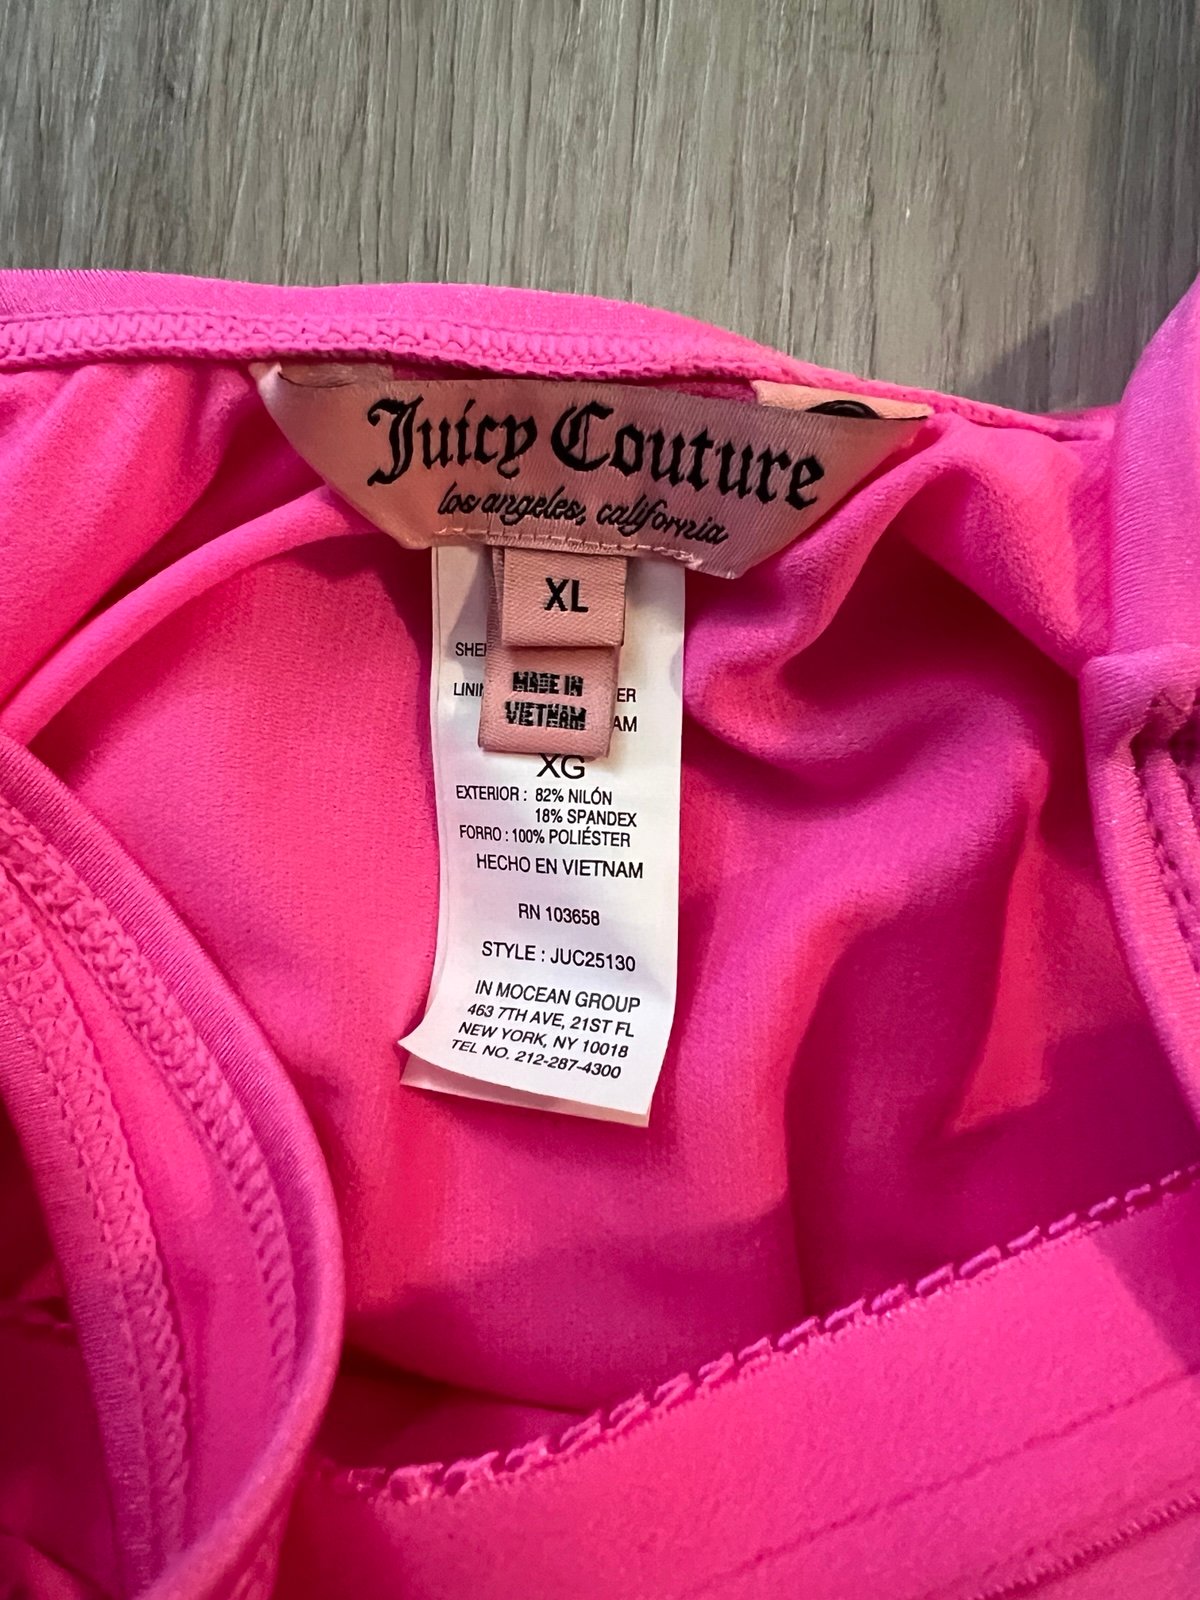 Juicy Couture
los angeles, california
XL
MADE IN
VIETNAM
XG
EXTERIOR : 82% NILÓN
18% SPANDEX
FORRO : 100% POLIÉSTER
HECHO EN VIETNAM
RN 103658
STYLE : JUC25130
IN MOCEAN GROUP
463 7TH AVE, 21ST FL
NEW YORK, NY 10018
TEL NO. 212-287-4300